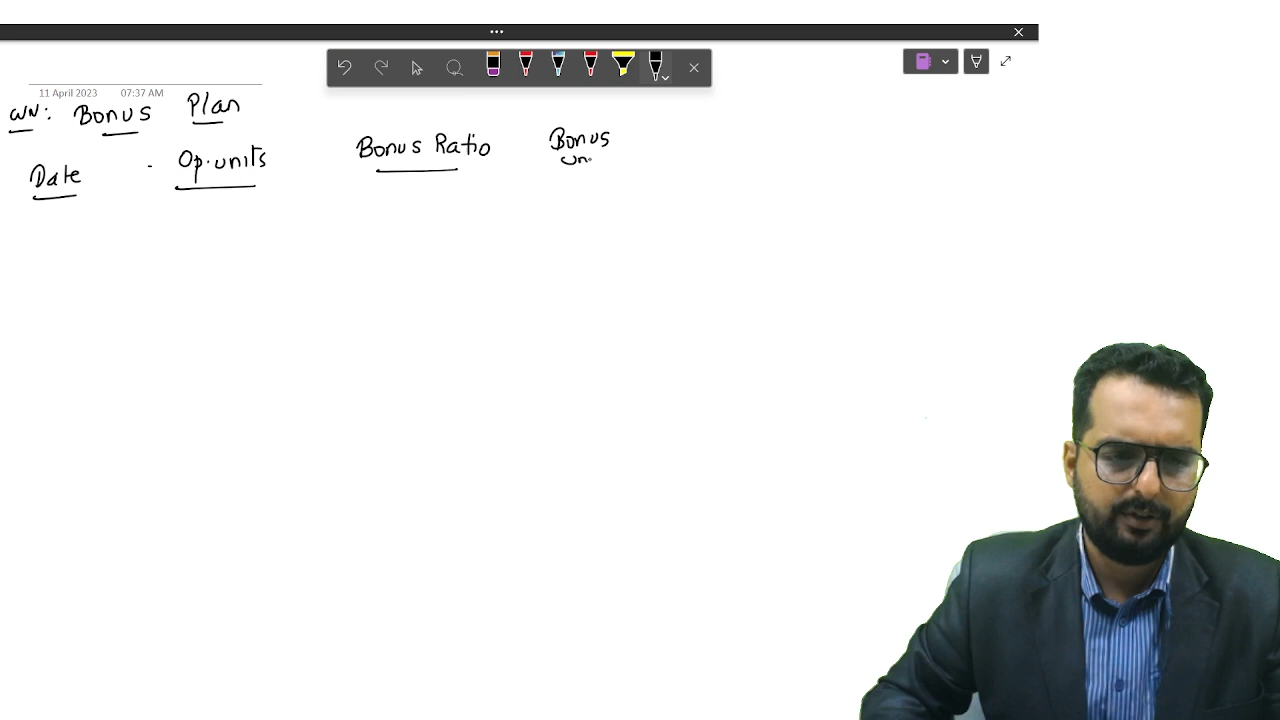 11 April 2023 07:37 AM
WN: Bonus Plan
Date Op. units Bonus Ratio Bonus
un